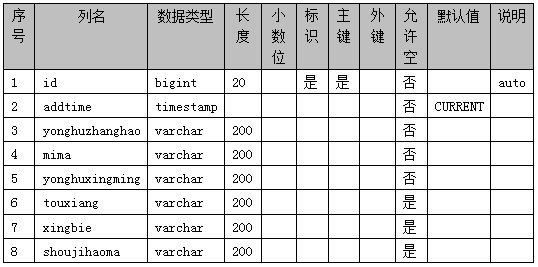 序号 列名 数据类型 长度 小数位 标识 主键 外键 允许空 默认值 说明
1 id bigint 20 是 是 否 auto
2 addtime timestamp 否 CURRENT
3 yonghuzhanghao varchar 200 否
4 mima varchar 200 否
5 yonghuxingming varchar 200 否
6 touxiang varchar 200 是
7 xingbie varchar 200 是
8 shoujihaoma varchar 200 是